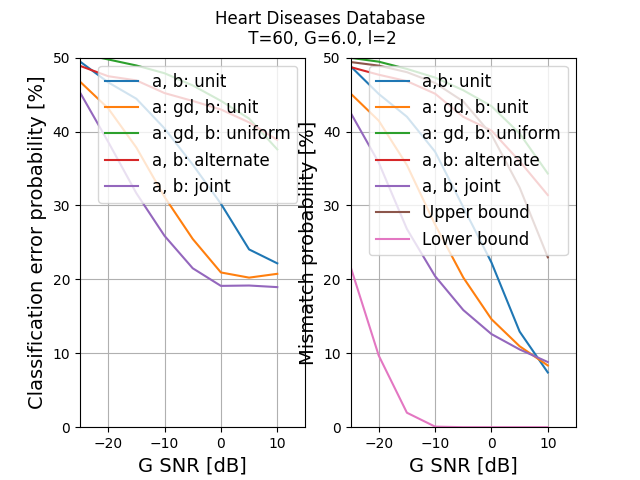 Heart Diseases Database
T=60, G=6.0, l=2
Classification error probability [%]
50
40
30
20
10
0
a, b: unit
a: gd, b: unit
a: gd, b: uniform
a, b: alternate
a, b: joint
−20
−10
0
10
G SNR [dB]
Mismatch probability [%]
50
40
30
20
10
0
a,b: unit
a: gd, b: unit
a: gd, b: uniform
a, b: alternate
a, b: joint
Upper bound
Lower bound
−20
−10
0
10
G SNR [dB]